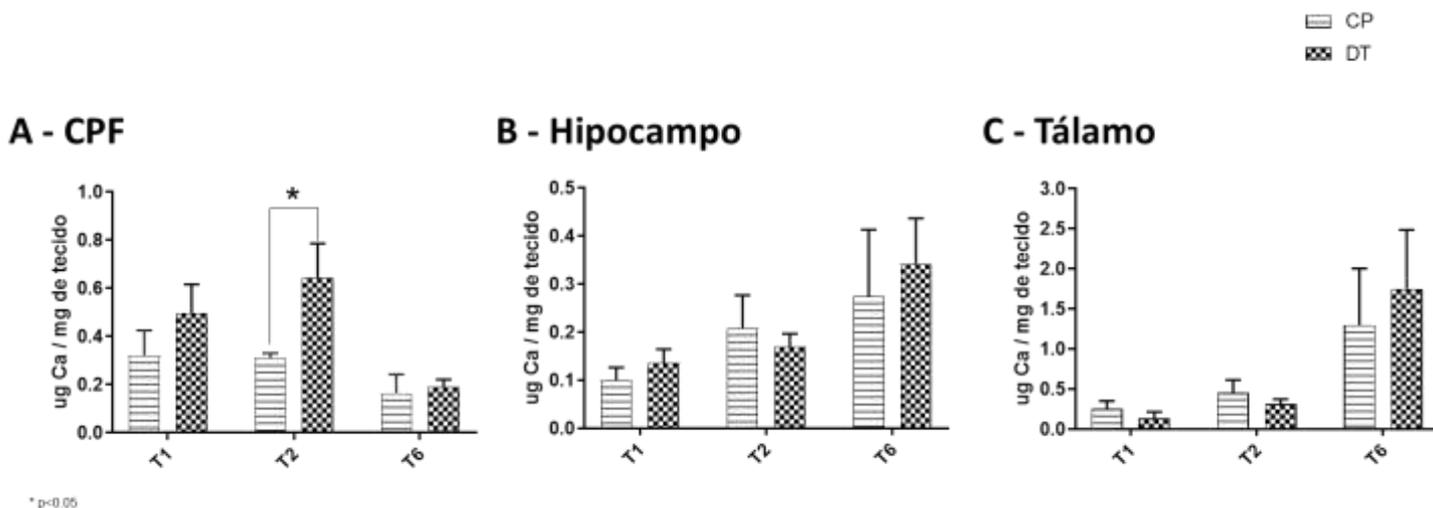 CP
DT
A - CPF
B - Hipocampo
C - Tálamo
ug Ca / mg de tecido
1.0
0.8
0.6
0.4
0.2
0.0
*
T1
T2
T6
ug Ca / mg de tecido
0.5
0.4
0.3
0.2
0.1
0.0
T1
T2
T6
ug Ca / mg de tecido
3.0
2.5
2.0
1.5
1.0
0.5
0.0
T1
T2
T6
* p<0.05